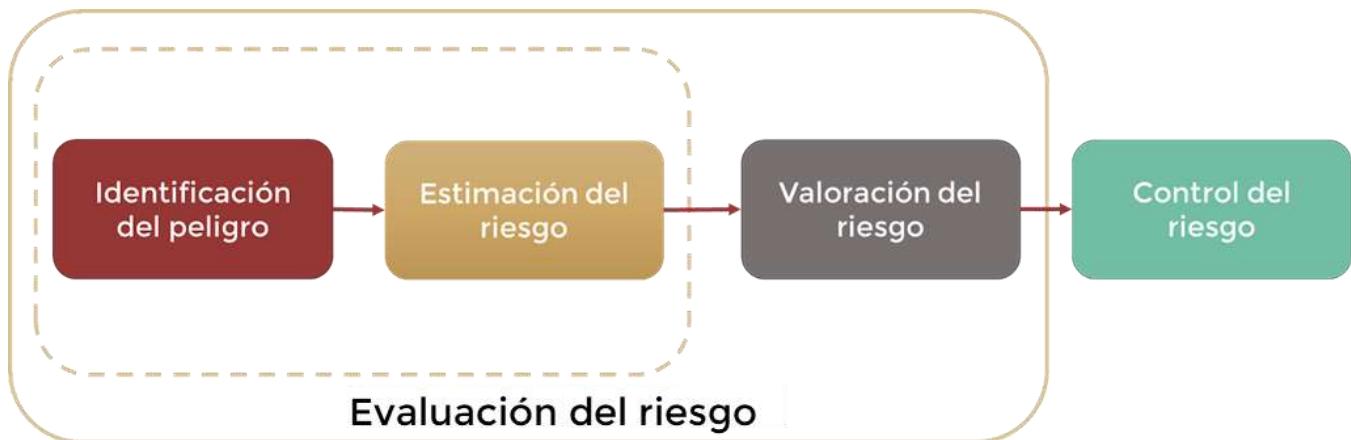 Identificación
del peligro
Estimación del
riesgo
Valoración del
riesgo
Control del
riesgo
Evaluación del riesgo